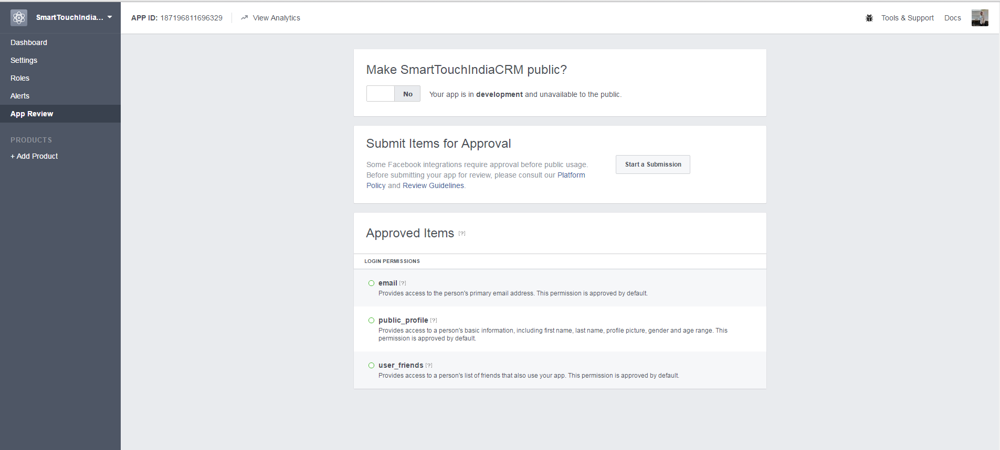 SmartTouchIndia...
APP ID: 187196811696329
View Analytics
Tools & Support
Docs
Dashboard
Settings
Roles
Alerts
App Review
PRODUCTS
+ Add Product
Make SmartTouchIndiaCRM public?
No
Your app is in development and unavailable to the public.
Submit Items for Approval
Some Facebook integrations require approval before public usage.
Before submitting your app for review, please consult our Platform
Policy and Review Guidelines.
Start a Submission
Approved Items [?]
LOGIN PERMISSIONS
email [?]
Provides access to the person's primary email address. This permission is approved by default.
public_profile [?]
Provides access to a person's basic information, including first name, last name, profile picture, gender and age range. This
permission is approved by default.
user_friends [?]
Provides access to a person's list of friends that also use your app. This permission is approved by default.